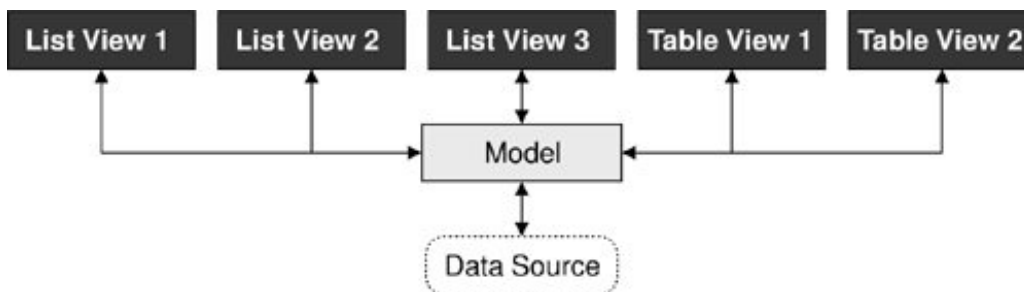 List View 1
List View 2
List View 3
Table View 1
Table View 2
Model
Data Source